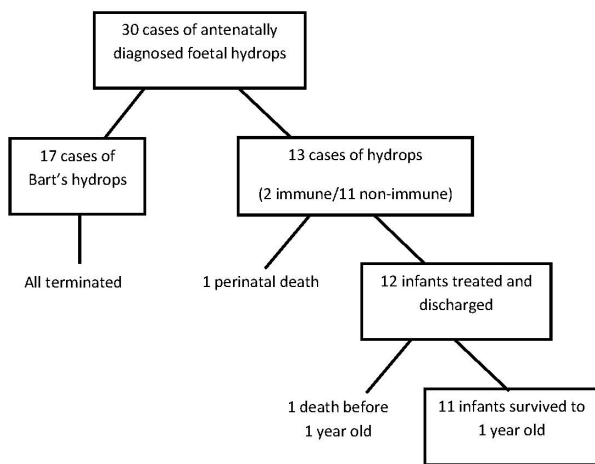 30 cases of antenatally
diagnosed foetal hydrops
17 cases of
Bart's hydrops
13 cases of hydrops
(2 immune/11 non-immune)
All terminated
1 perinatal death
12 infants treated and
discharged
1 death before
1 year old
11 infants survived to
1 year old